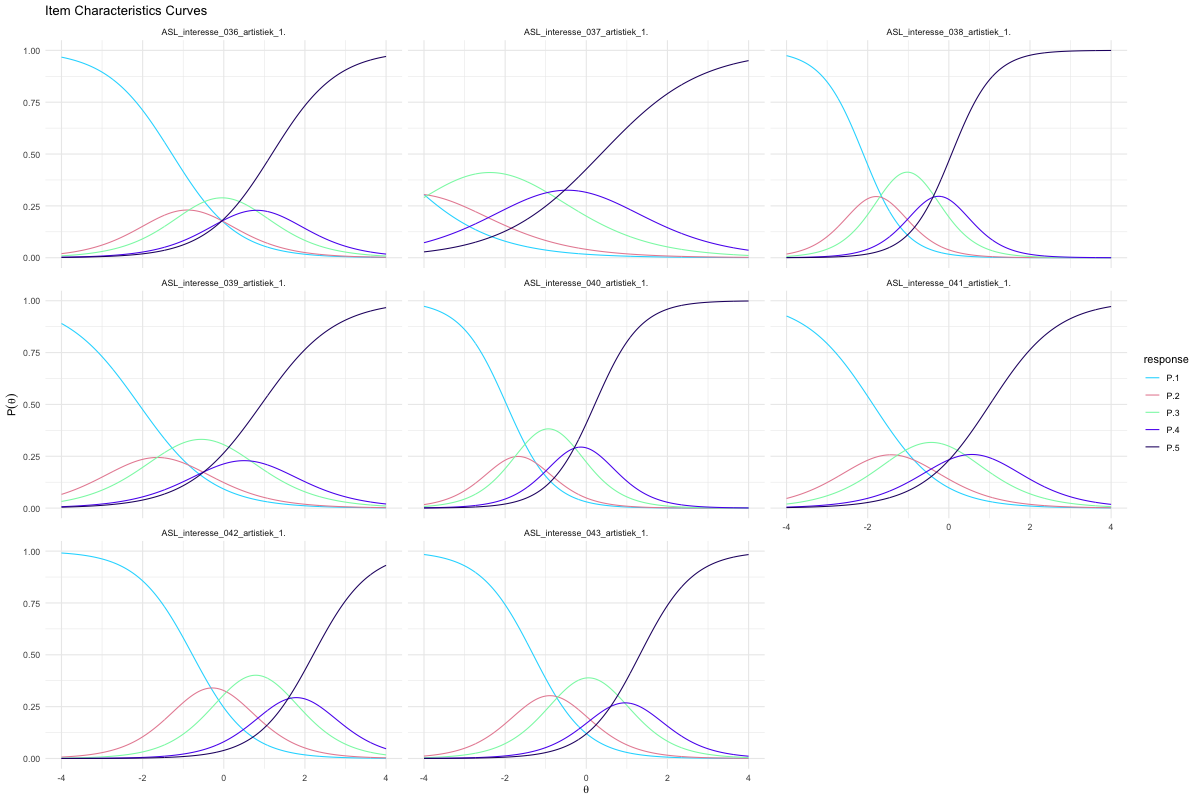 Item Characteristics Curves
ASL_interesse_036_artistiek_1.
ASL_interesse_037_artistiek_1.
ASL_interesse_038_artistiek_1.
1.00
0.75
0.50
0.25
0.00
ASL_interesse_039_artistiek_1.
ASL_interesse_040_artistiek_1.
ASL_interesse_041_artistiek_1.
1.00
0.75
0.50
0.25
0.00
-4 -2 0 2 4
ASL_interesse_042_artistiek_1.
ASL_interesse_043_artistiek_1.
1.00
0.75
0.50
0.25
0.00
-4 -2 0 2 4
-4 -2 0 2 4
θ
P(θ)
response
P.1
P.2
P.3
P.4
P.5